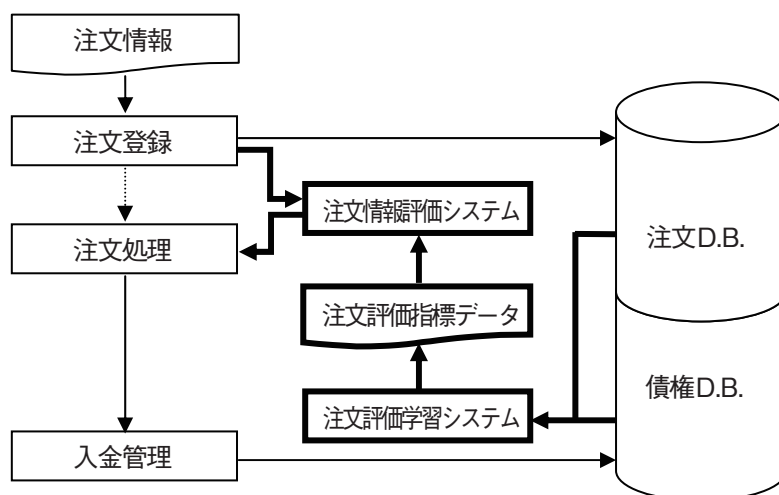 注文情報
注文登録
注文情報評価システム
注文処理
注文D.B.
注文評価指標データ
債権D.B.
注文評価学習システム
入金管理